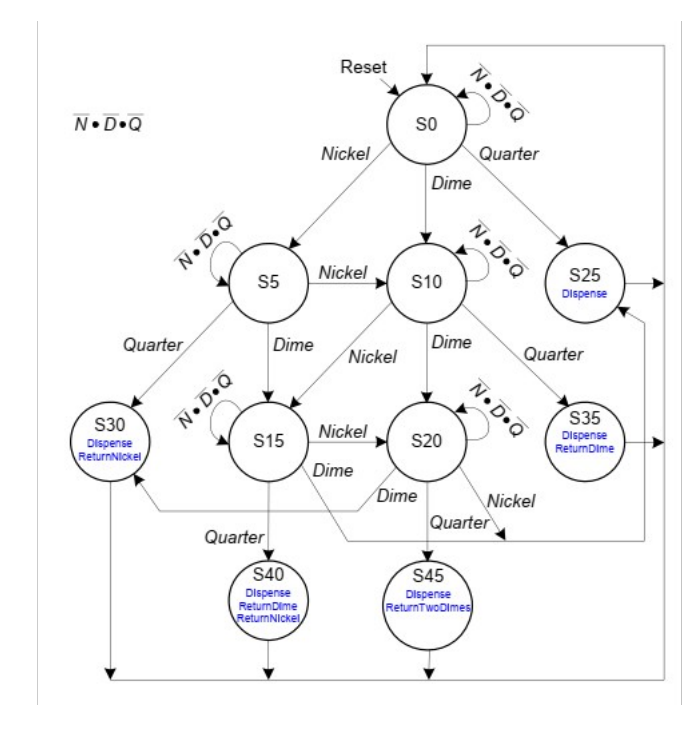 Reset
N̅ • D̅ • Q̅
N̅ • D̅ • Q̅
S0
Nickel
Quarter
Dime
N̅ • D̅ • Q̅
N̅ • D̅ • Q̅
S5
Nickel
S10
S25
Dispense
Quarter
Dime
Nickel
Dime
Quarter
N̅ • D̅ • Q̅
N̅ • D̅ • Q̅
S30
Dispense
ReturnNickel
S15
Nickel
S20
S35
Dispense
ReturnDime
Dime
Dime
Nickel
Quarter
Quarter
S40
Dispense
ReturnDime
ReturnNickel
S45
Dispense
ReturnTwoDimes